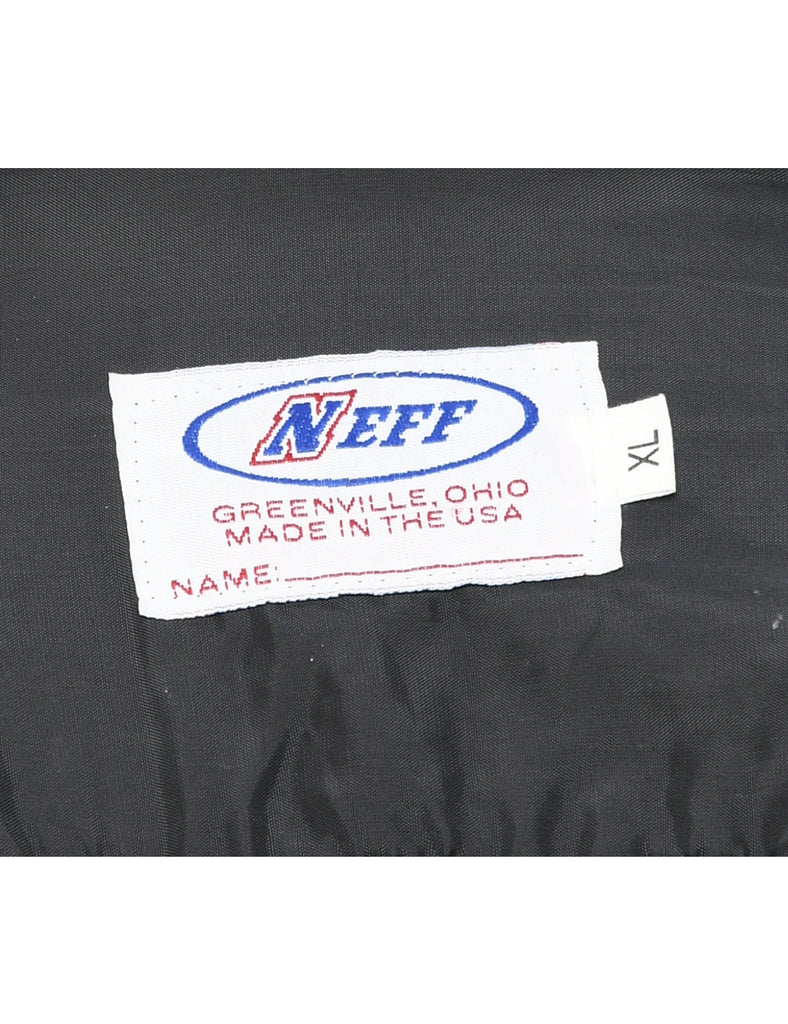 NEFF
GREENVILLE, OHIO
MADE IN THE USA
NAME:
XL